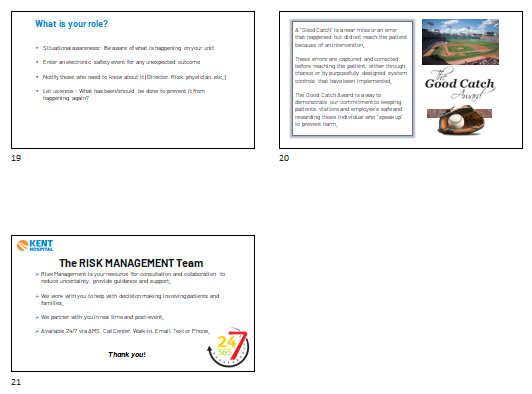 What is your role?
• Situational awareness: Be aware of what is happening on your unit
• Enter an electronic safety event for any unexpected outcome
• Notify those who need to know about it (Director, Risk, physician, etc.)
• Let us know - What has been/should be done to prevent it from
happening again?
19
A "Good Catch" is a near miss or an error
that happened but did not reach the patient
because of an intervention.
These errors are captured and corrected
before reaching the patient, either through
chance or by purposefully designed system
controls that have been implemented.
The Good Catch Award is a way to
demonstrate our commitment to keeping
patients, visitors and employees safe and
rewarding those individual who "speak up"
to prevent harm.
The
Good Catch
Award
20
KENT
HOSPITAL
The RISK MANAGEMENT Team
➢ Risk Management is your resource for consultation and collaboration to
reduce uncertainty, provide guidance and support.
➢ We work with you to help with decision making involving patients and
families.
➢ We partner with you in real time and post-event.
➢ Available 24/7 via AMS, Call Center, Walk-in, Email, Text or Phone.
Thank you!
24
7
365
21